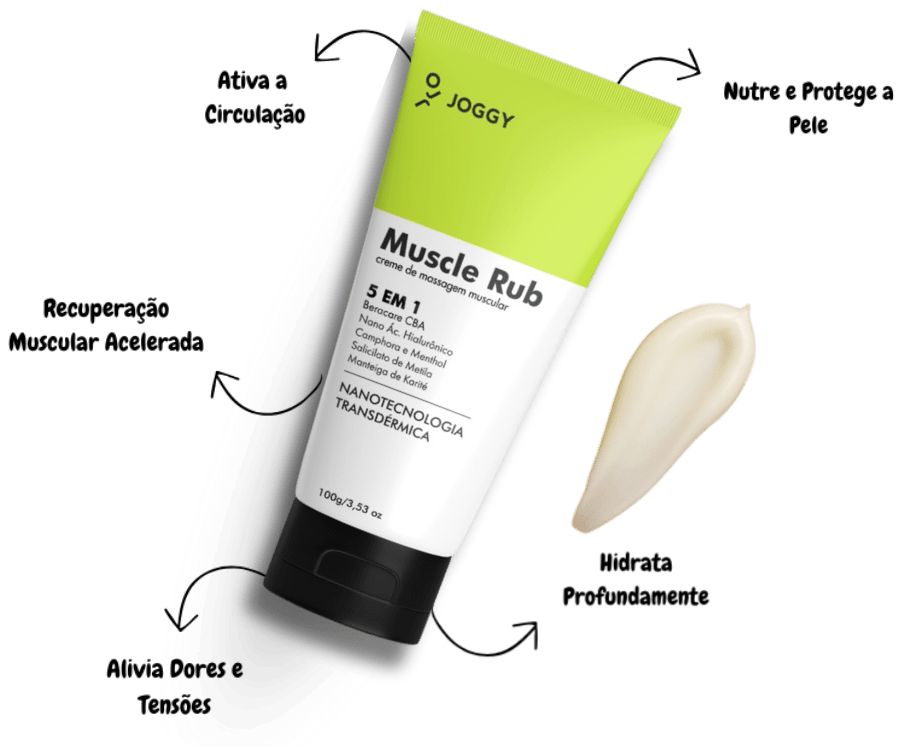 Ativa a
Circulação
Nutre e Protege a
Pele
JOGGY
Muscle Rub
creme de massagem muscular
5 EM 1
Beracare CBA
Nano Ác. Hialurônico
Camphora e Menthol
Salicilato de Metila
Manteiga de Karité
NANOTECNOLOGIA
TRANSDÉRMICA
100g/3,53 oz
Recuperação
Muscular Acelerada
Hidrata
Profundamente
Alivia Dores e
Tensões